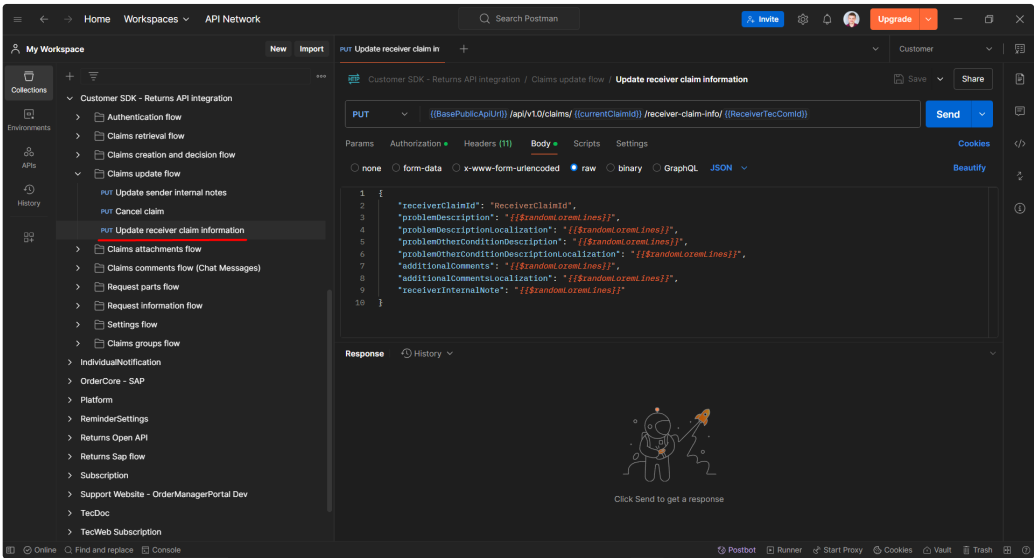 Home Workspaces API Network Search Postman Invite Upgrade
My Workspace New Import PUT Update receiver claim in Customer
Collections
Environments
APIs
History
Customer SDK - Returns API integration
Authentication flow
Claims retrieval flow
Claims creation and decision flow
Claims update flow
PUT Update sender internal notes
PUT Cancel claim
PUT Update receiver claim information
Claims attachments flow
Claims comments flow (Chat Messages)
Request parts flow
Request information flow
Settings flow
Claims groups flow
IndividualNotification
OrderCore - SAP
Platform
ReminderSettings
Returns Open API
Returns Sap flow
Subscription
Support Website - OrderManagerPortal Dev
TecDoc
TecWeb Subscription
HTTP Customer SDK - Returns API integration / Claims update flow / Update receiver claim information Save Share
PUT {{BasePublicApiUrl}} /api/v1.0/claims/ {{currentClaimId}} /receiver-claim-info/ {{ReceiverTecComId}} Send
Params Authorization Headers (11) Body Scripts Settings Cookies
none form-data x-www-form-urlencoded raw binary GraphQL JSON Beautify
1 {
2 "receiverClaimId": "ReceiverClaimId",
3 "problemDescription": "{{$randomLoremLines}}",
4 "problemDescriptionLocalization": "{{$randomLoremLines}}",
5 "problemOtherConditionDescription": "{{$randomLoremLines}}",
6 "problemOtherConditionDescriptionLocalization": "{{$randomLoremLines}}",
7 "additionalComments": "{{$randomLoremLines}}",
8 "additionalCommentsLocalization": "{{$randomLoremLines}}",
9 "receiverInternalNote": "{{$randomLoremLines}}"
10 }
Response History
Click Send to get a response
Online Find and replace Console Postbot Runner Start Proxy Cookies Vault Trash